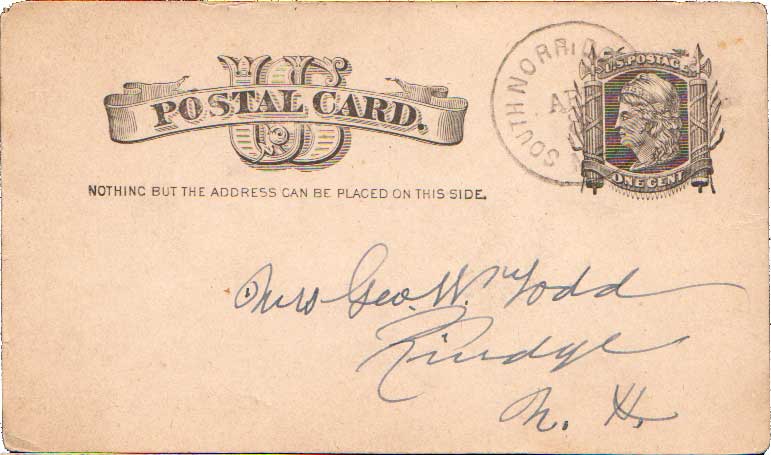 U S
POSTAL CARD.
NOTHING BUT THE ADDRESS CAN BE PLACED ON THIS SIDE.
SOUTH NORRID
AP
U.S. POSTAGE
ONE CENT
Mrs Geo. W. Todd
Rindge
N. H.